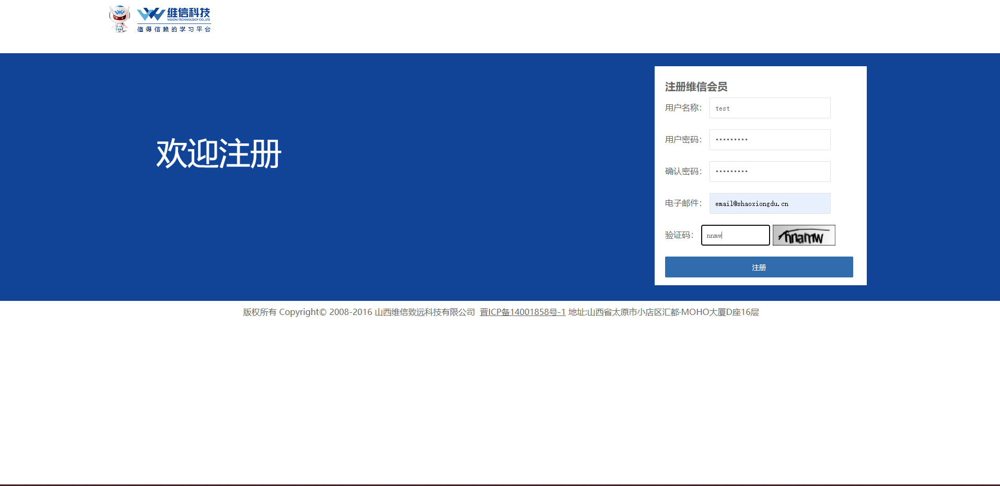 维信科技
VISION TECHNOLOGY CO.,LTD
值得信赖的学习平台
欢迎注册
注册维信会员
用户名称： test
用户密码： •••••••••
确认密码： •••••••••
电子邮件： email@shaoxiongdu.cn
验证码： nnmw nnamw
注册
版权所有 Copyright© 2008-2016 山西维信致远科技有限公司 晋ICP备14001858号-1 地址:山西省太原市小店区汇都·MOHO大厦D座16层